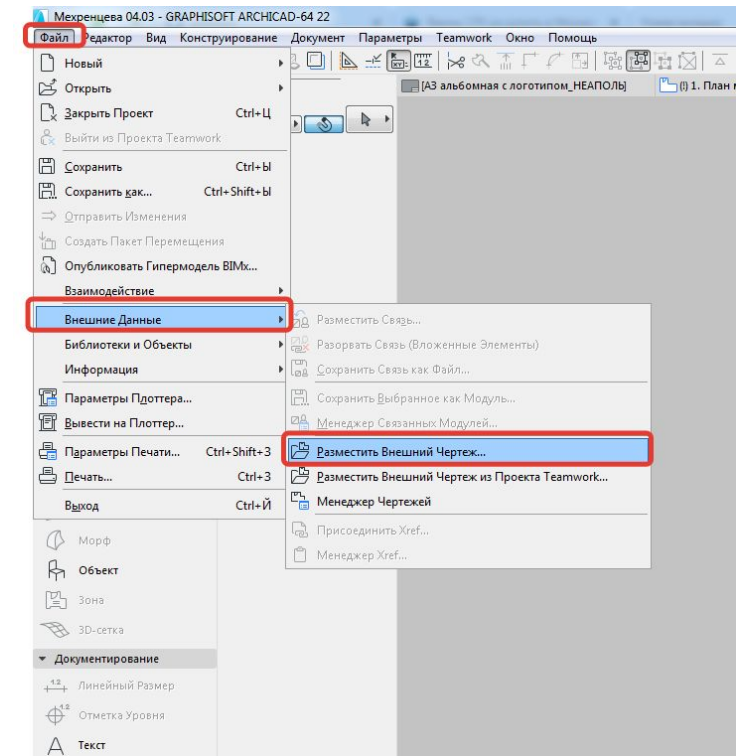 Мехренцева 04.03 - GRAPHISOFT ARCHICAD-64 22
Файл Редактор Вид Конструирование Документ Параметры Teamwork Окно Помощь
Новый
Открыть
[А3 альбомная с логотипом_НЕАПОЛЬ] (!) 1. План м
Закрыть Проект Ctrl+Ц
Выйти из Проекта Teamwork
Сохранить Ctrl+Ы
Сохранить как... Ctrl+Shift+Ы
Отправить Изменения
Создать Пакет Перемещения
Опубликовать Гипермодель BIMx...
Взаимодействие
Внешние Данные
Библиотеки и Объекты
Информация
Параметры Плоттера...
Вывести на Плоттер...
Параметры Печати... Ctrl+Shift+З
Печать... Ctrl+З
Выход Ctrl+Й
Разместить Связь...
Разорвать Связь (Вложенные Элементы)
Сохранить Связь как Файл...
Сохранить Выбранное как Модуль...
Менеджер Связанных Модулей...
Разместить Внешний Чертеж...
Разместить Внешний Чертеж из Проекта Teamwork...
Менеджер Чертежей
Присоединить Xref...
Менеджер Xref...
Морф
Объект
Зона
3D-сетка
Документирование
Линейный Размер
Отметка Уровня
Текст